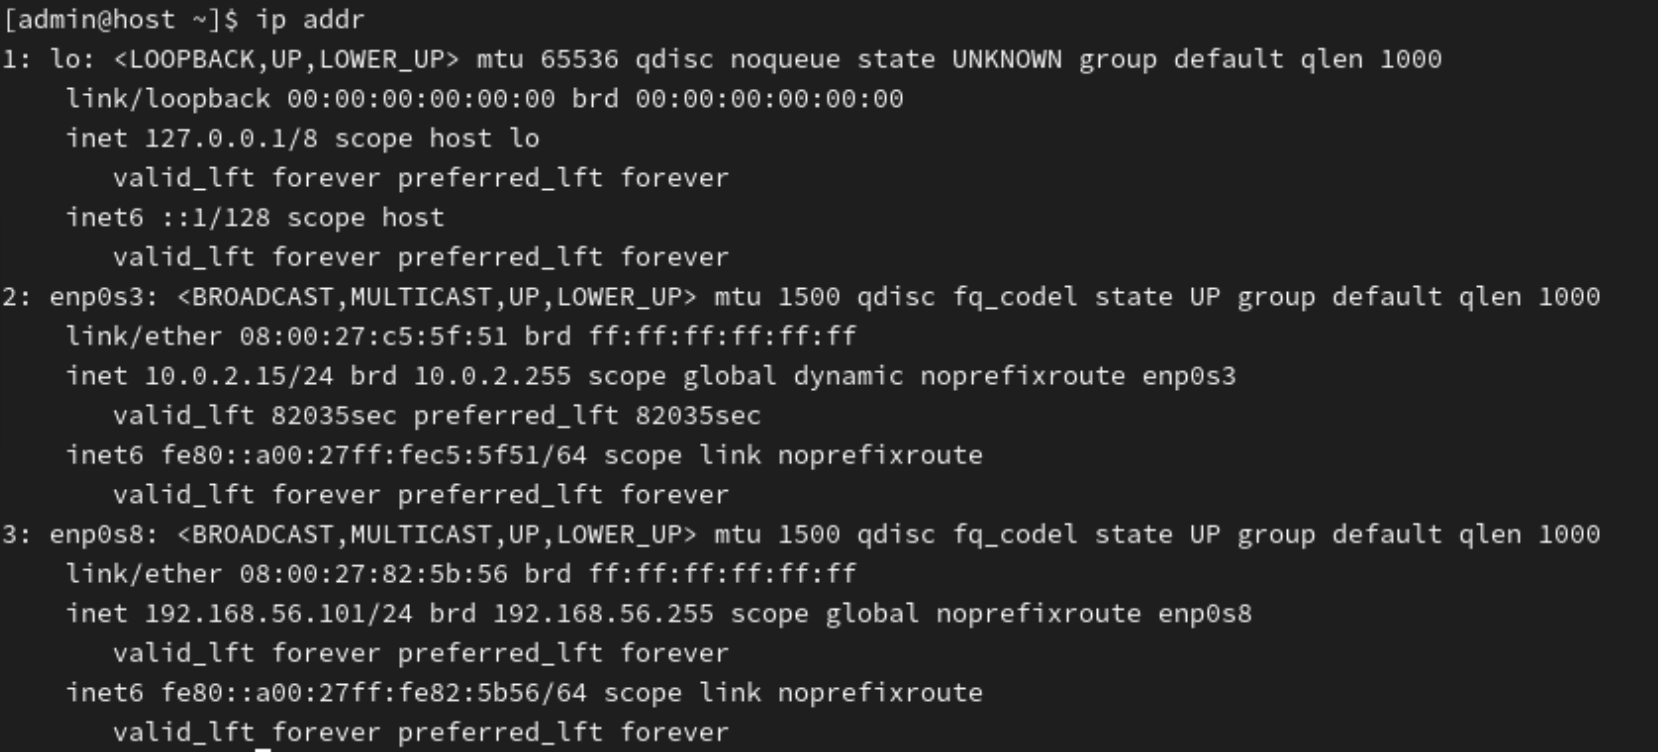 [admin@host ~]$ ip addr
1: lo: <LOOPBACK,UP,LOWER_UP> mtu 65536 qdisc noqueue state UNKNOWN group default qlen 1000
    link/loopback 00:00:00:00:00:00 brd 00:00:00:00:00:00
    inet 127.0.0.1/8 scope host lo
       valid_lft forever preferred_lft forever
    inet6 ::1/128 scope host
       valid_lft forever preferred_lft forever
2: enp0s3: <BROADCAST,MULTICAST,UP,LOWER_UP> mtu 1500 qdisc fq_codel state UP group default qlen 1000
    link/ether 08:00:27:c5:5f:51 brd ff:ff:ff:ff:ff:ff
    inet 10.0.2.15/24 brd 10.0.2.255 scope global dynamic noprefixroute enp0s3
       valid_lft 82035sec preferred_lft 82035sec
    inet6 fe80::a00:27ff:fec5:5f51/64 scope link noprefixroute
       valid_lft forever preferred_lft forever
3: enp0s8: <BROADCAST,MULTICAST,UP,LOWER_UP> mtu 1500 qdisc fq_codel state UP group default qlen 1000
    link/ether 08:00:27:82:5b:56 brd ff:ff:ff:ff:ff:ff
    inet 192.168.56.101/24 brd 192.168.56.255 scope global noprefixroute enp0s8
       valid_lft forever preferred_lft forever
    inet6 fe80::a00:27ff:fe82:5b56/64 scope link noprefixroute
       valid_lft forever preferred_lft forever